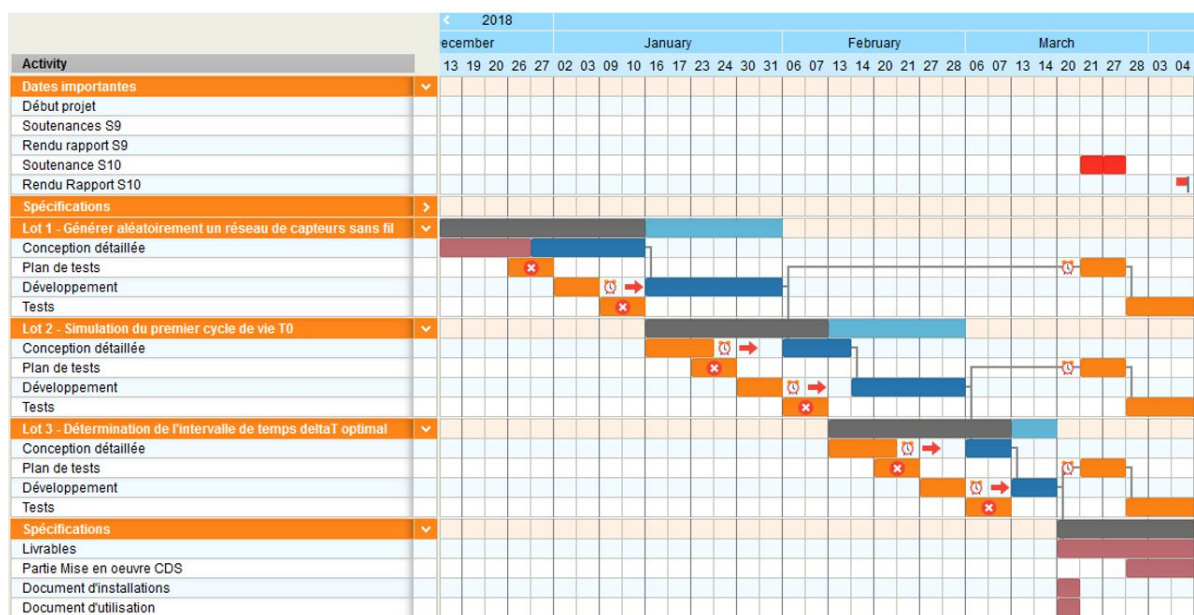 2018
ecember January February March
Activity 13 19 20 26 27 02 03 09 10 16 17 23 24 30 31 06 07 13 14 20 21 27 28 06 07 13 14 20 21 27 28 03 04
Dates importantes
Début projet
Soutenances S9
Rendu rapport S9
Soutenance S10
Rendu Rapport S10
Spécifications
Lot 1 - Générer aléatoirement un réseau de capteurs sans fil
Conception détaillée
Plan de tests
Développement
Tests
Lot 2 - Simulation du premier cycle de vie T0
Conception détaillée
Plan de tests
Développement
Tests
Lot 3 - Détermination de l'intervalle de temps deltaT optimal
Conception détaillée
Plan de tests
Développement
Tests
Spécifications
Livrables
Partie Mise en oeuvre CDS
Document d'installations
Document d'utilisation